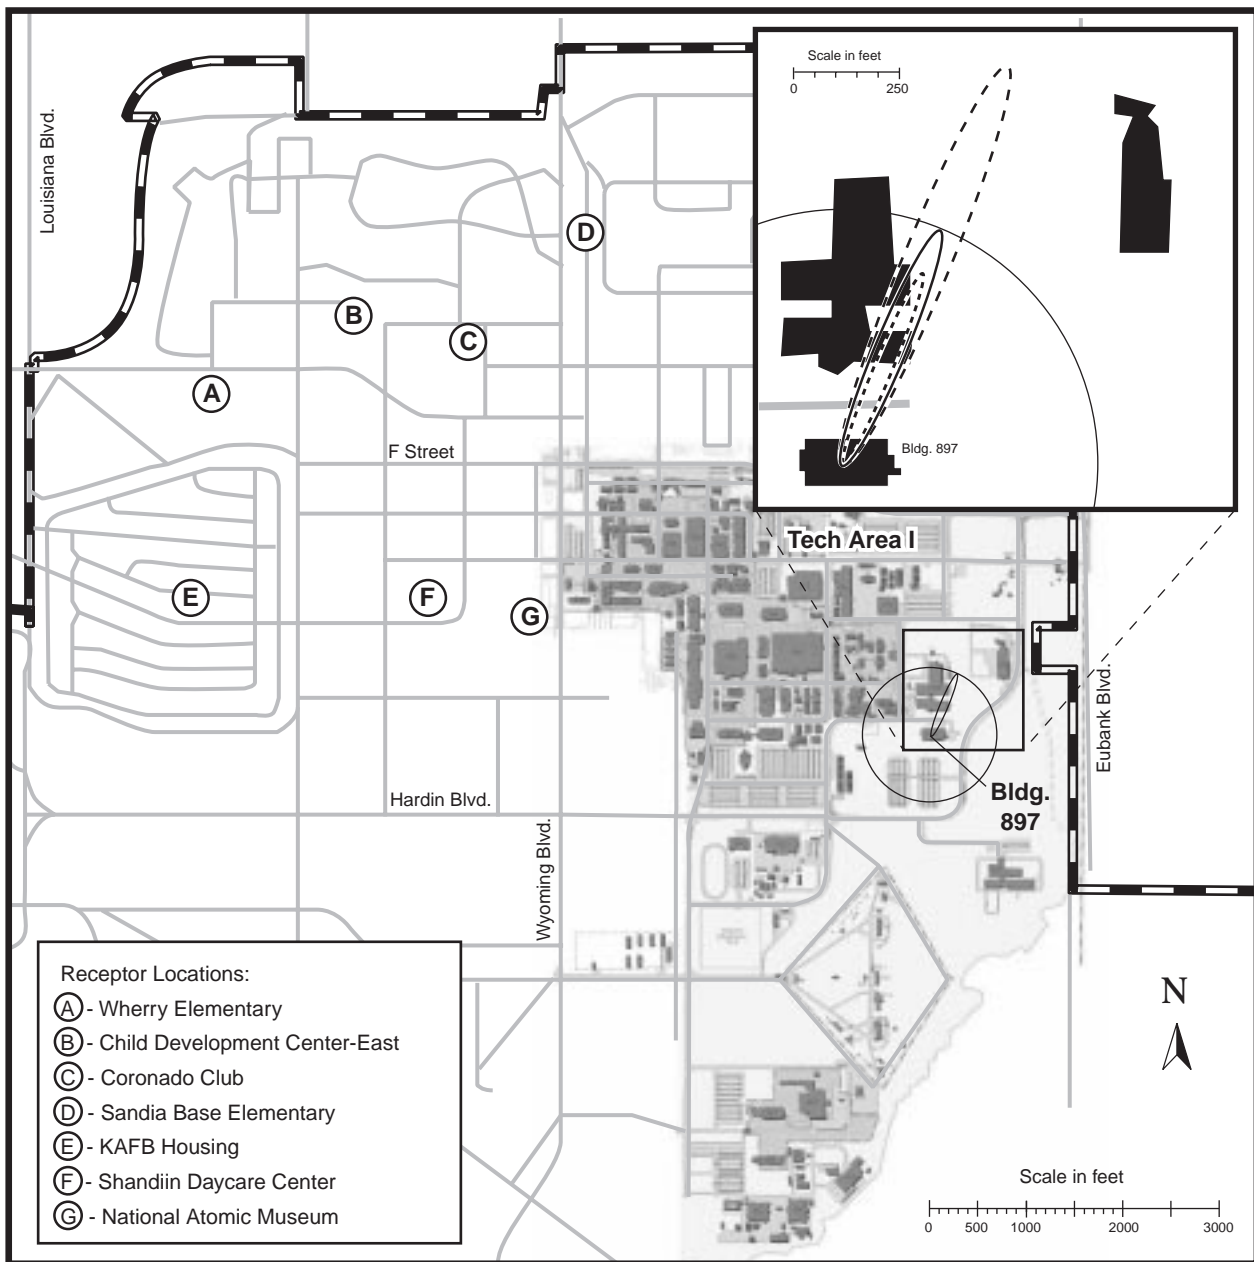 Scale in feet
0 250
Louisiana Blvd.
D
B
C
A
Bldg. 897
F Street
Tech Area I
E
F
G
Eubank Blvd.
Bldg.
897
Hardin Blvd.
Wyoming Blvd.
Receptor Locations:
A - Wherry Elementary
B - Child Development Center-East
C - Coronado Club
D - Sandia Base Elementary
E - KAFB Housing
F - Shandiin Daycare Center
G - National Atomic Museum
N
Scale in feet
0 500 1000 2000 3000